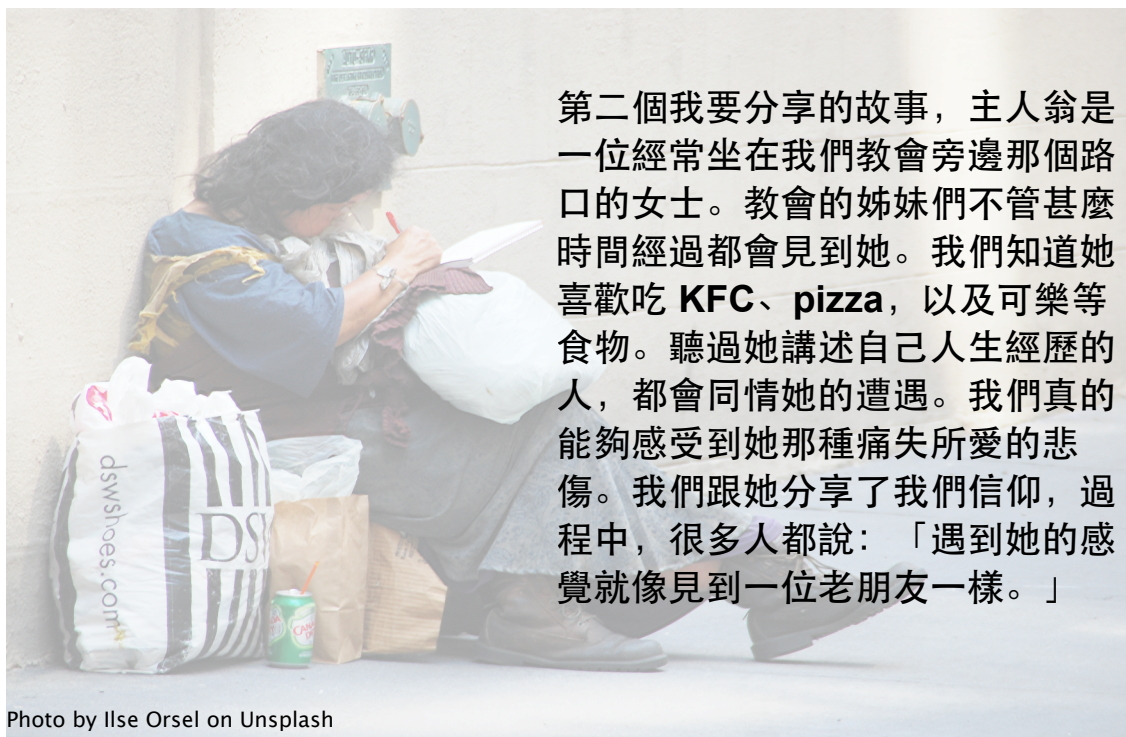 第二個我要分享的故事，主人翁是
一位經常坐在我們教會旁邊那個路
口的女士。教會的姊妹們不管甚麼
時間經過都會見到她。我們知道她
喜歡吃 KFC、pizza，以及可樂等
食物。聽過她講述自己人生經歷的
人，都會同情她的遭遇。我們真的
能夠感受到她那種痛失所愛的悲
傷。我們跟她分享了我們信仰，過
程中，很多人都說：「遇到她的感
覺就像見到一位老朋友一樣。」
dswshoes.com
DS
Photo by Ilse Orsel on Unsplash